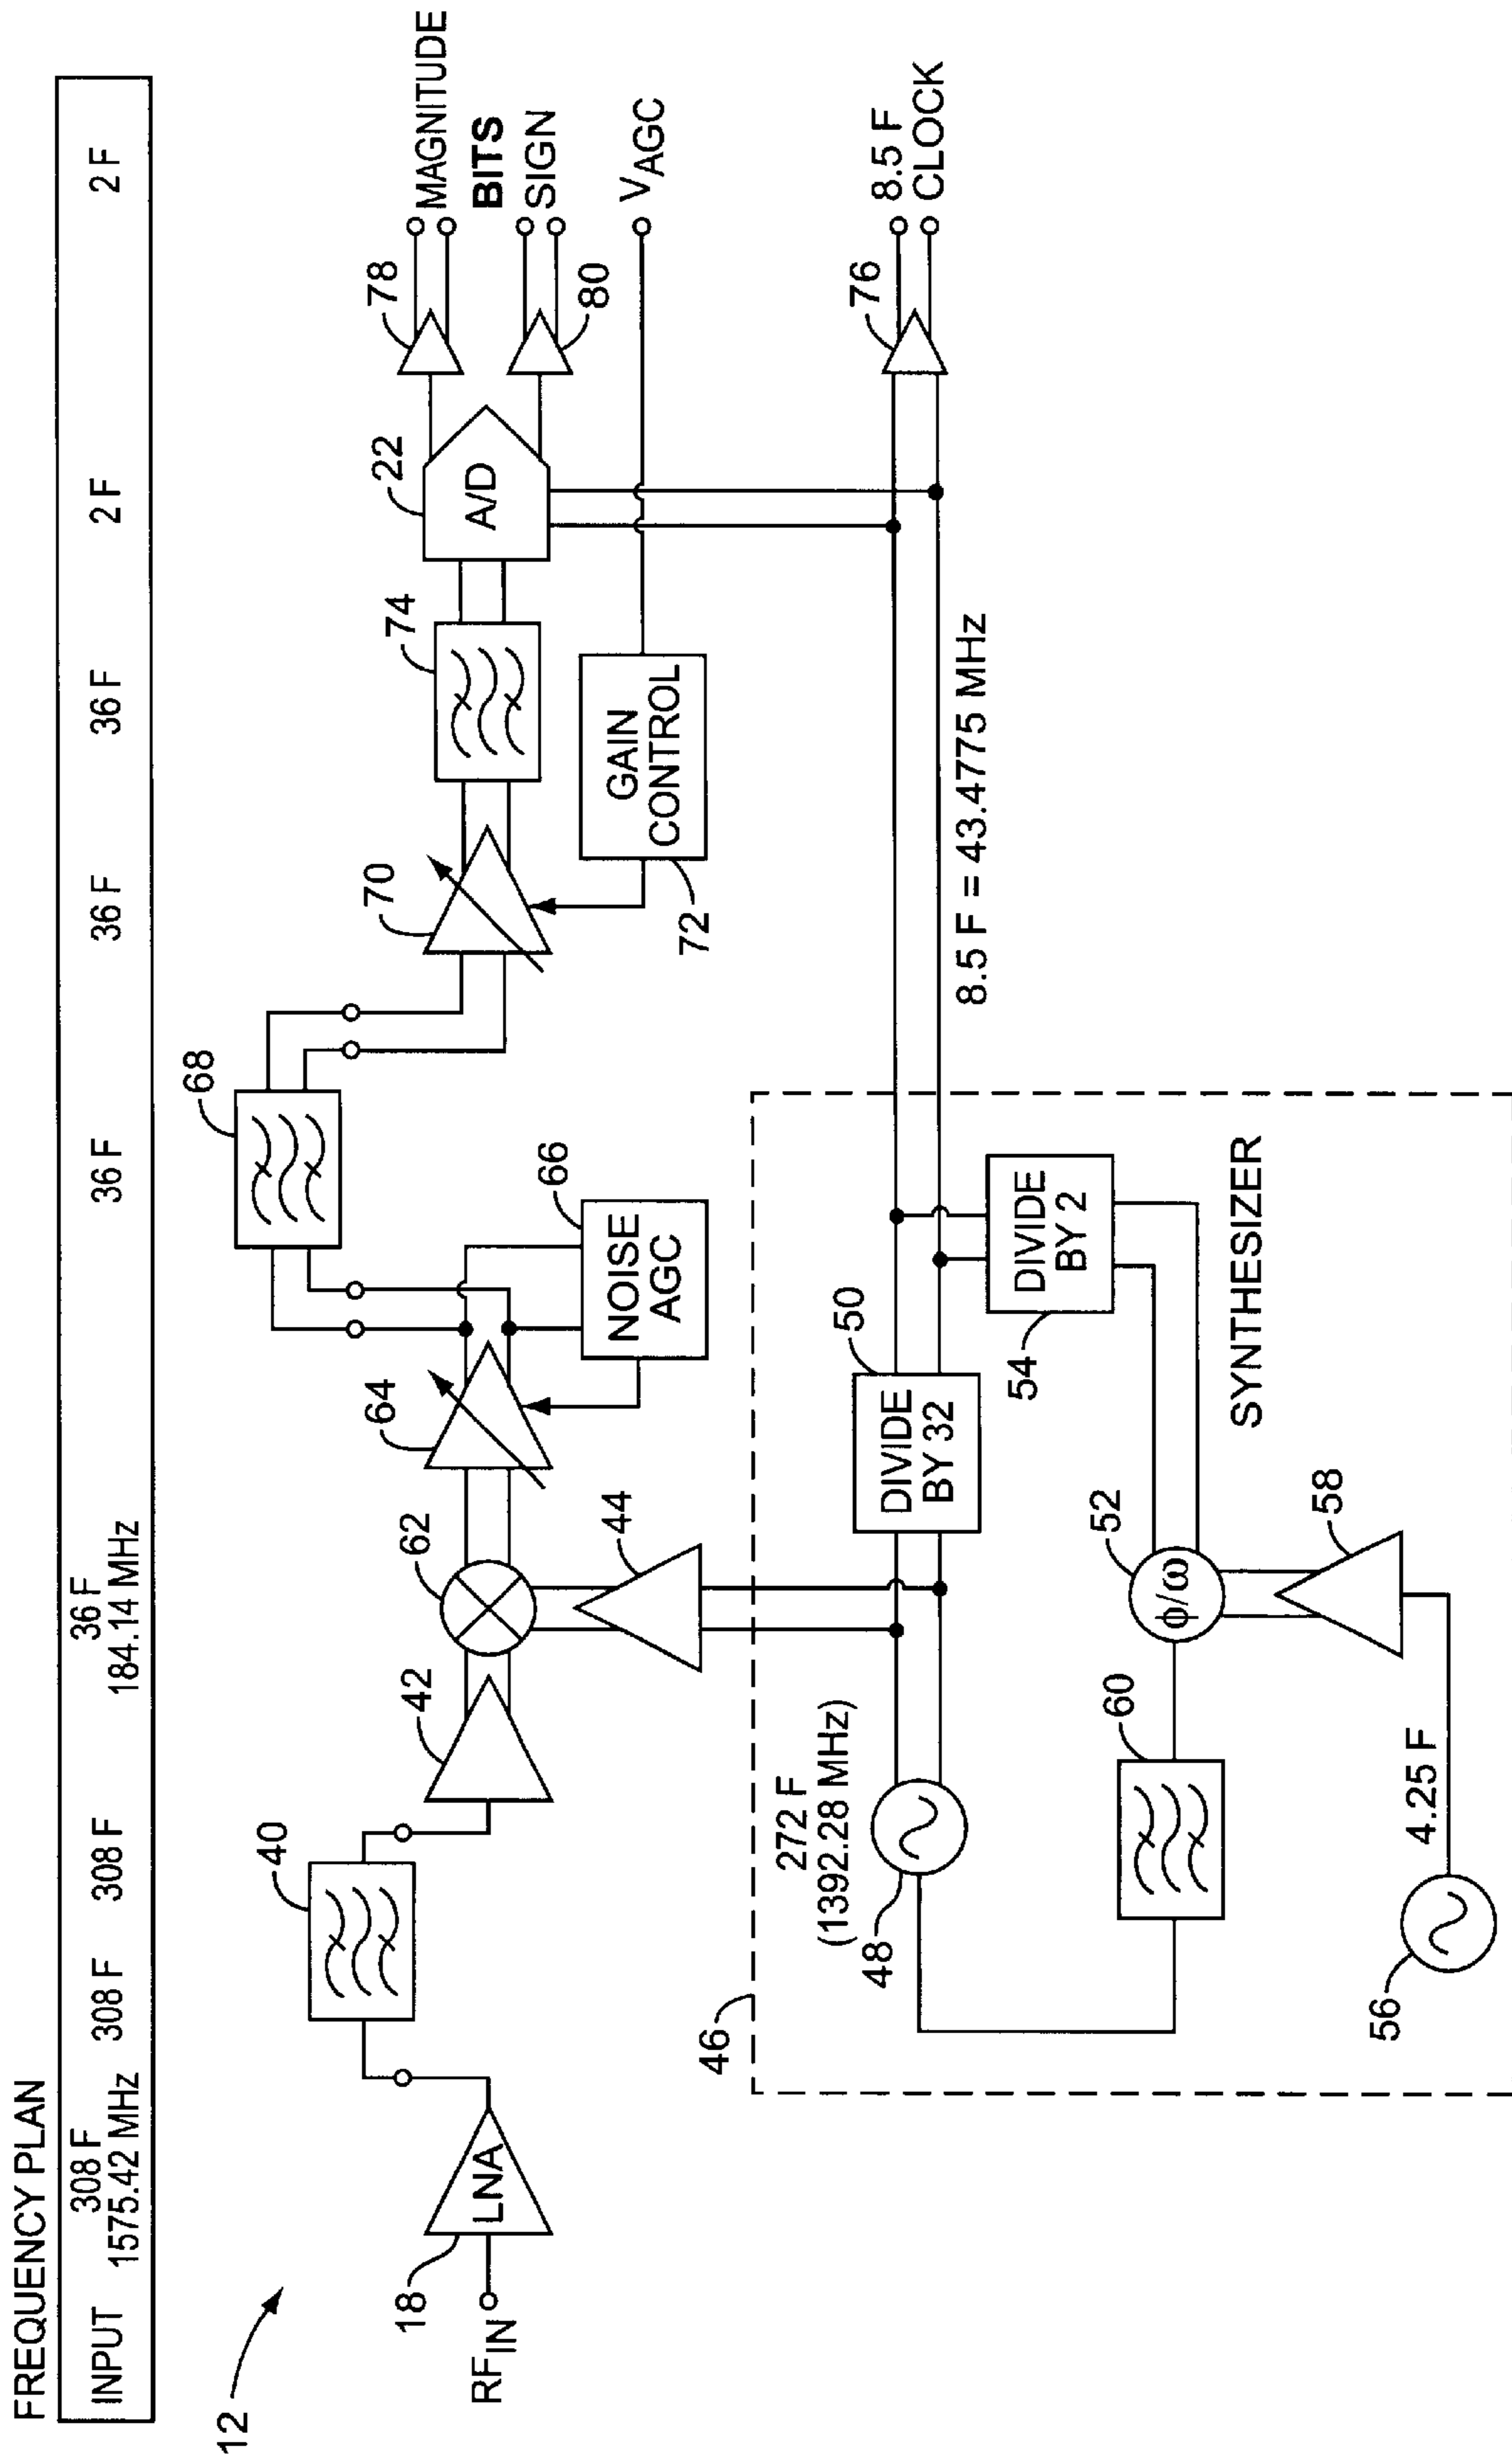 FREQUENCY PLAN
INPUT
308 F
1575.42 MHz
308 F
308 F
36 F
184.14 MHz
36 F
36 F
36 F
2 F
2 F
12
RFIN
18
LNA
40
42
62
44
64
NOISE
AGC
66
68
70
GAIN
CONTROL
72
74
A/D
22
78
80
MAGNITUDE
BITS
SIGN
VAGC
76
8.5 F
CLOCK
8.5 F = 43.4775 MHz
46
272 F
(1392.28 MHz)
48
DIVIDE
BY 32
50
DIVIDE
BY 2
54
ϕ/ω
52
58
60
4.25 F
56
SYNTHESIZER